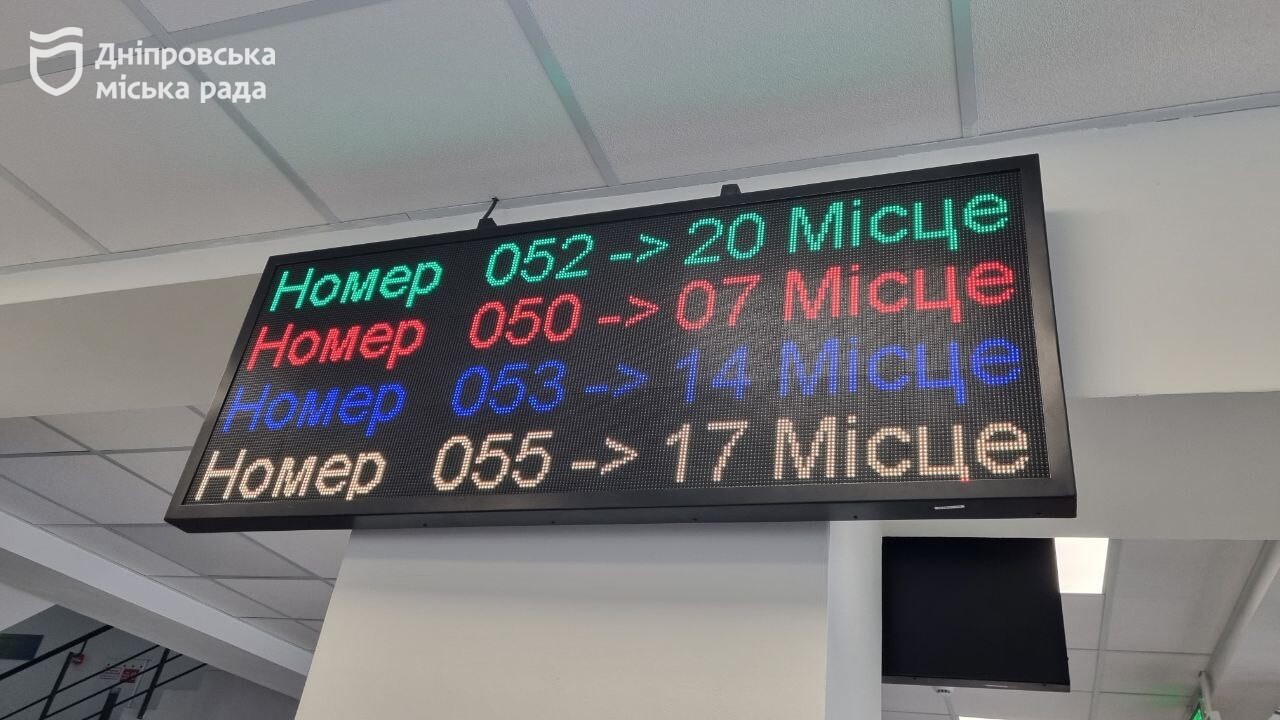 Дніпровська
міська рада
Номер 052 -> 20 Місце
Номер 050 -> 07 Місце
Номер 053 -> 14 Місце
Номер 055 -> 17 Місце